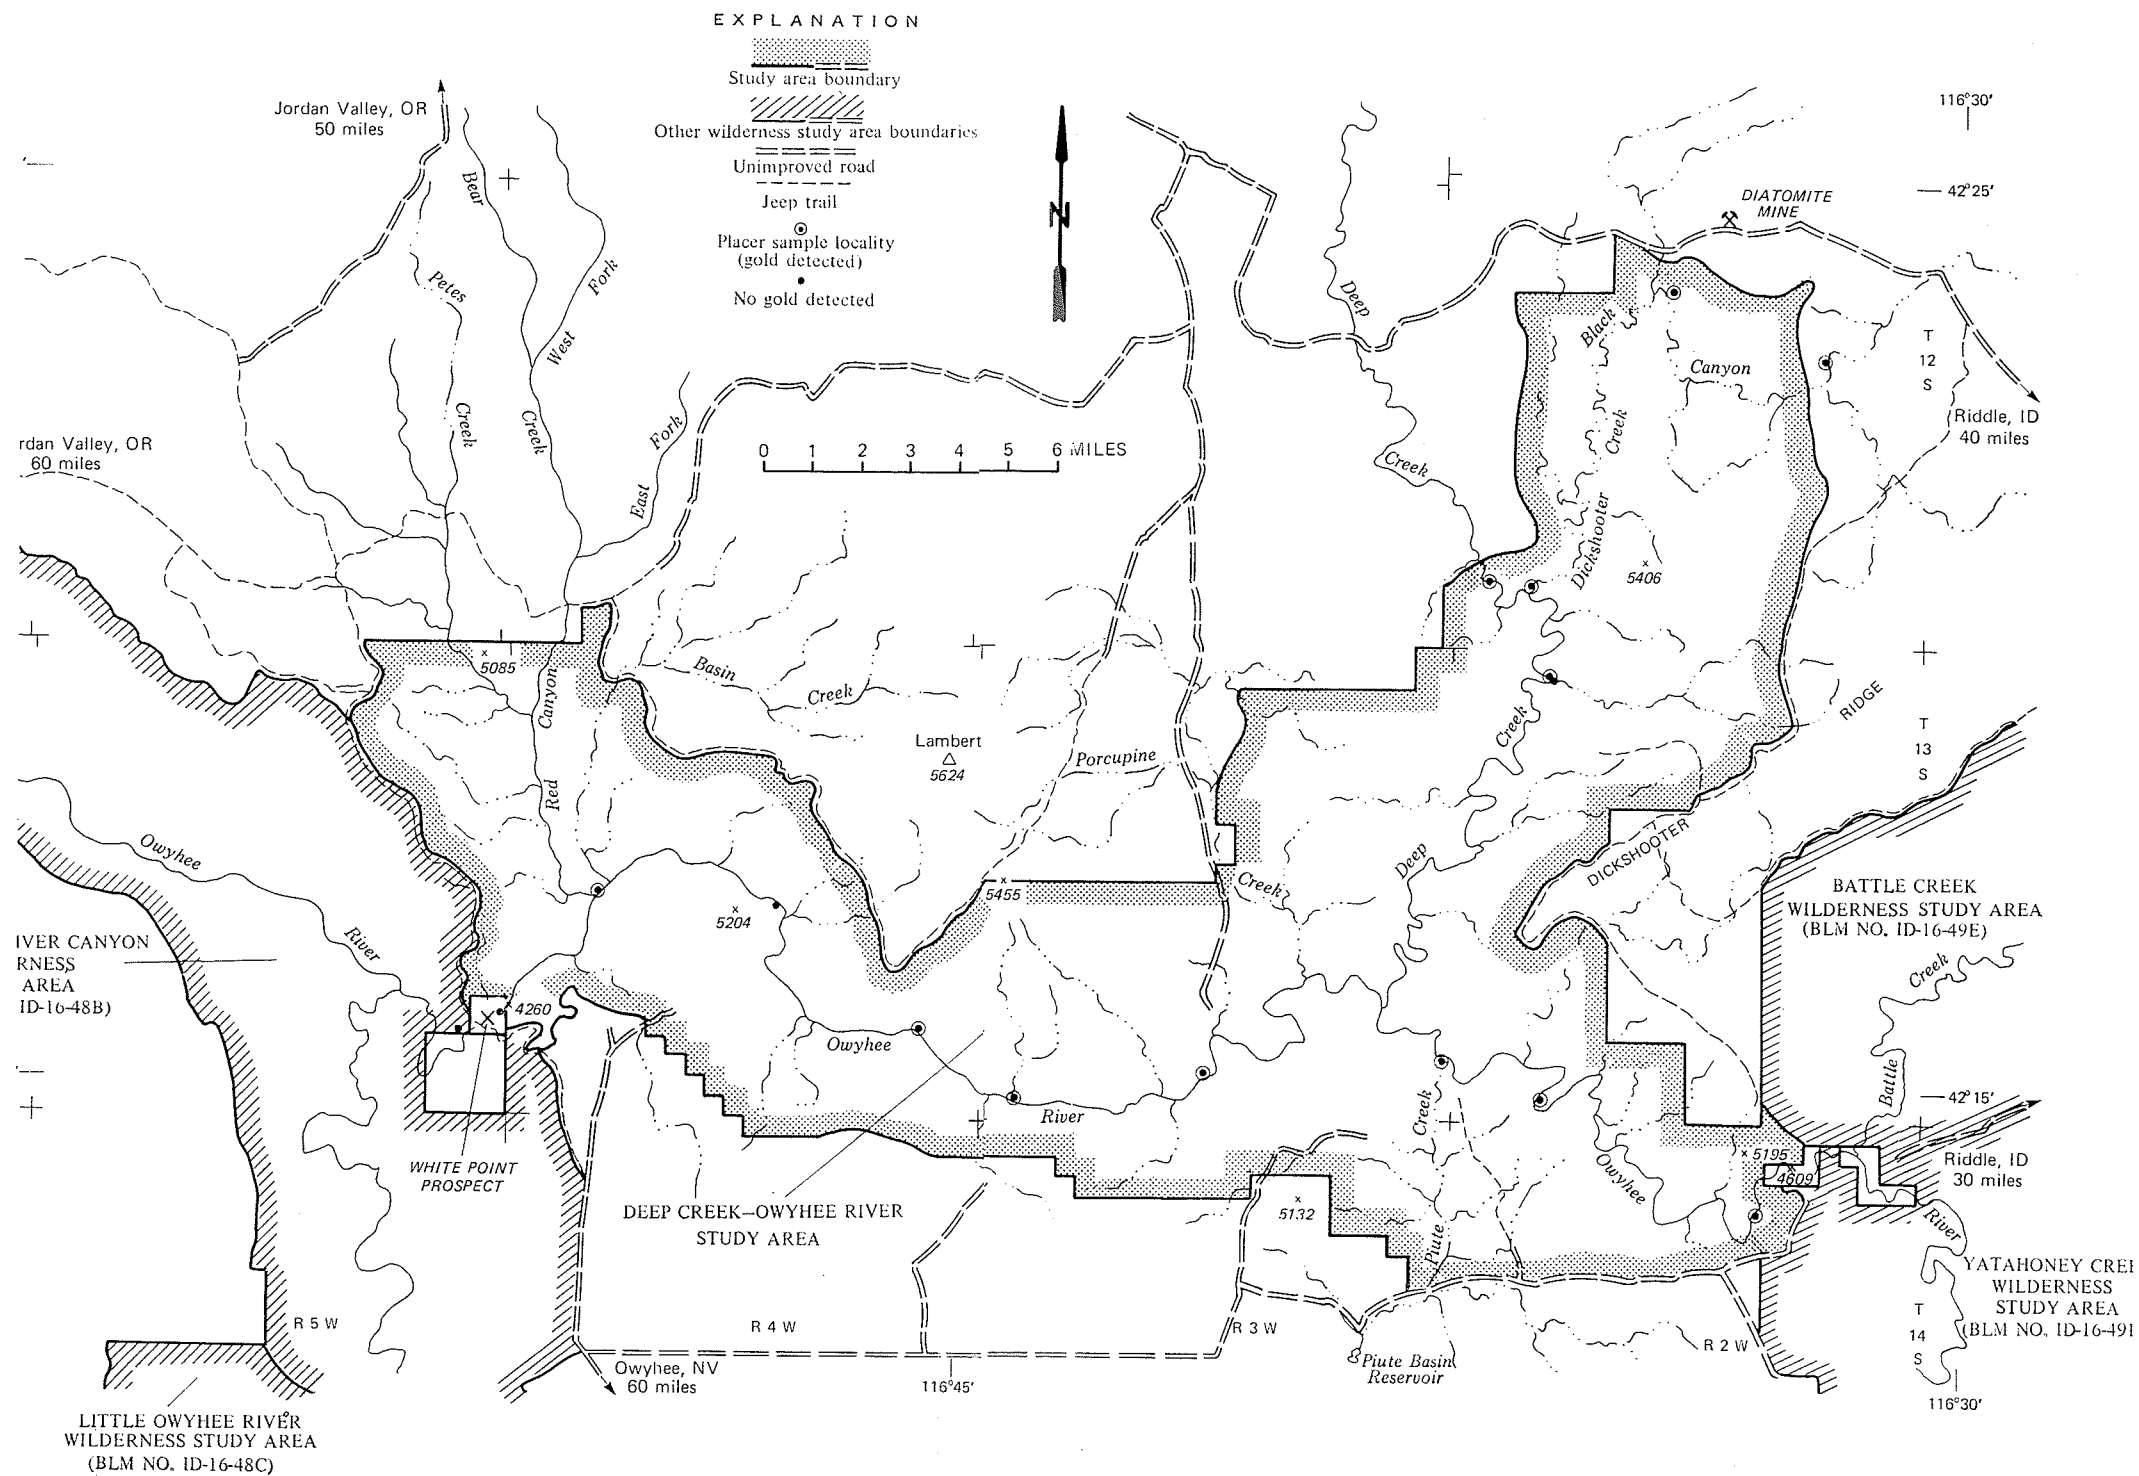 EXPLANATION
Study area boundary
Other wilderness study area boundaries
Unimproved road
Jeep trail
Placer sample locality
(gold detected)
No gold detected
N
Jordan Valley, OR
50 miles
116°30'
42°25'
DIATOMITE
MINE
Bear
Fork
Petes
West
Deep
Black
Canyon
T
12
S
Creek
Creek
Fork
East
Creek
Creek
Riddle, ID
40 miles
rdan Valley, OR
60 miles
0 1 2 3 4 5 6 MILES
Dickshooter
5406
5085
Canyon
Red
Basin
Creek
Lambert
5624
Porcupine
Creek
Creek
Deep
RIDGE
DICKSHOOTER
T
13
S
Owyhee
River
5455
5204
BATTLE CREEK
WILDERNESS STUDY AREA
(BLM NO. ID-16-49E)
IVER CANYON
RNESS
AREA
ID-16-48B)
4260
Owyhee
River
Creek
Piute
Creek
Battle
42°15'
WHITE POINT
PROSPECT
Owyhee
5195
4609
Riddle, ID
30 miles
River
DEEP CREEK—OWYHEE RIVER
STUDY AREA
5132
YATAHONEY CREE
WILDERNESS
STUDY AREA
(BLM NO. ID-16-49
T
14
S
R 5 W
R 4 W
R 3 W
R 2 W
Piute Basin
Reservoir
Owyhee, NV
60 miles
116°45'
116°30'
LITTLE OWYHEE RIVER
WILDERNESS STUDY AREA
(BLM NO. ID-16-48C)